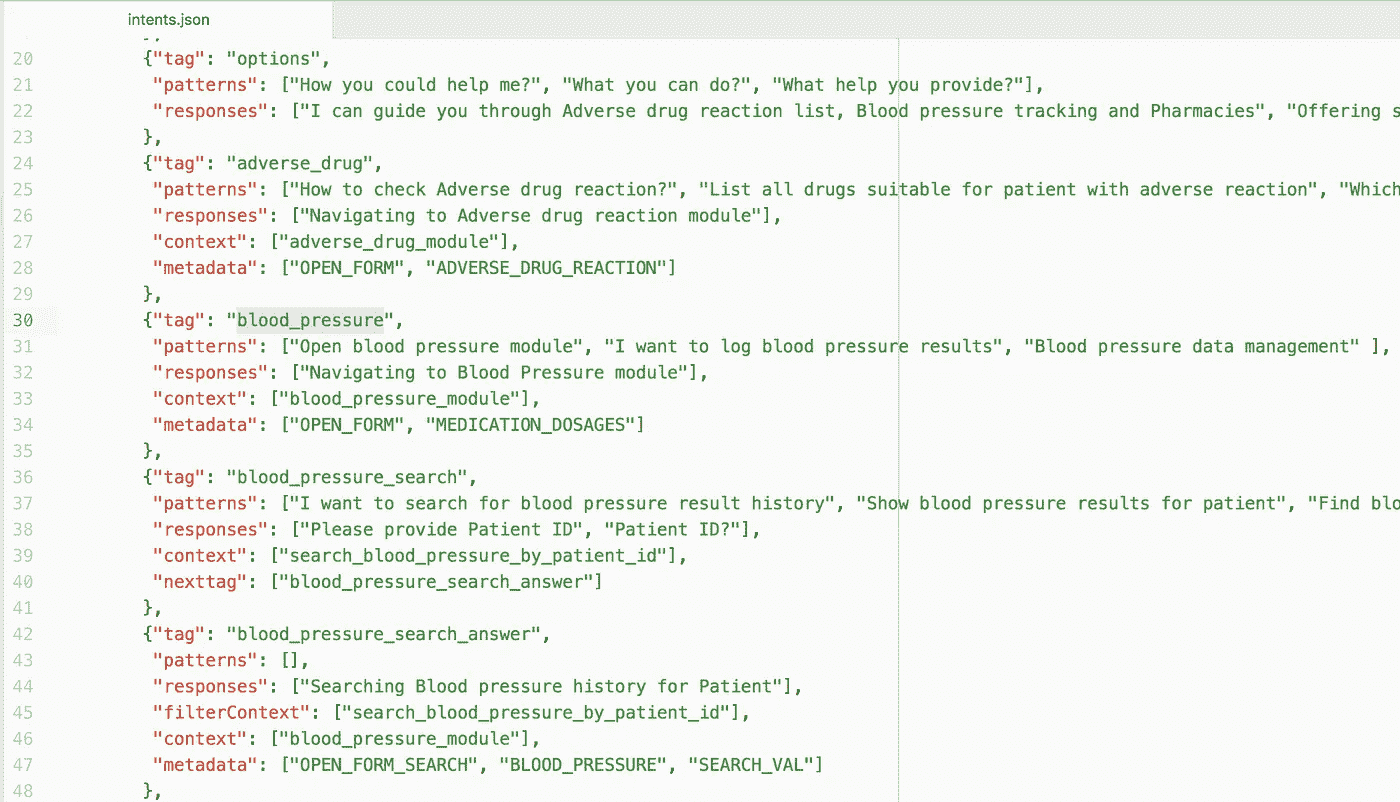 intents.json
},
20 {"tag": "options",
21 "patterns": ["How you could help me?", "What you can do?", "What help you provide?"],
22 "responses": ["I can guide you through Adverse drug reaction list, Blood pressure tracking and Pharmacies", "Offering s
23 },
24 {"tag": "adverse_drug",
25 "patterns": ["How to check Adverse drug reaction?", "List all drugs suitable for patient with adverse reaction", "Which
26 "responses": ["Navigating to Adverse drug reaction module"],
27 "context": ["adverse_drug_module"],
28 "metadata": ["OPEN_FORM", "ADVERSE_DRUG_REACTION"]
29 },
30 {"tag": "blood_pressure",
31 "patterns": ["Open blood pressure module", "I want to log blood pressure results", "Blood pressure data management" ],
32 "responses": ["Navigating to Blood Pressure module"],
33 "context": ["blood_pressure_module"],
34 "metadata": ["OPEN_FORM", "MEDICATION_DOSAGES"]
35 },
36 {"tag": "blood_pressure_search",
37 "patterns": ["I want to search for blood pressure result history", "Show blood pressure results for patient", "Find blo
38 "responses": ["Please provide Patient ID", "Patient ID?"],
39 "context": ["search_blood_pressure_by_patient_id"],
40 "nexttag": ["blood_pressure_search_answer"]
41 },
42 {"tag": "blood_pressure_search_answer",
43 "patterns": [],
44 "responses": ["Searching Blood pressure history for Patient"],
45 "filterContext": ["search_blood_pressure_by_patient_id"],
46 "context": ["blood_pressure_module"],
47 "metadata": ["OPEN_FORM_SEARCH", "BLOOD_PRESSURE", "SEARCH_VAL"]
48 },